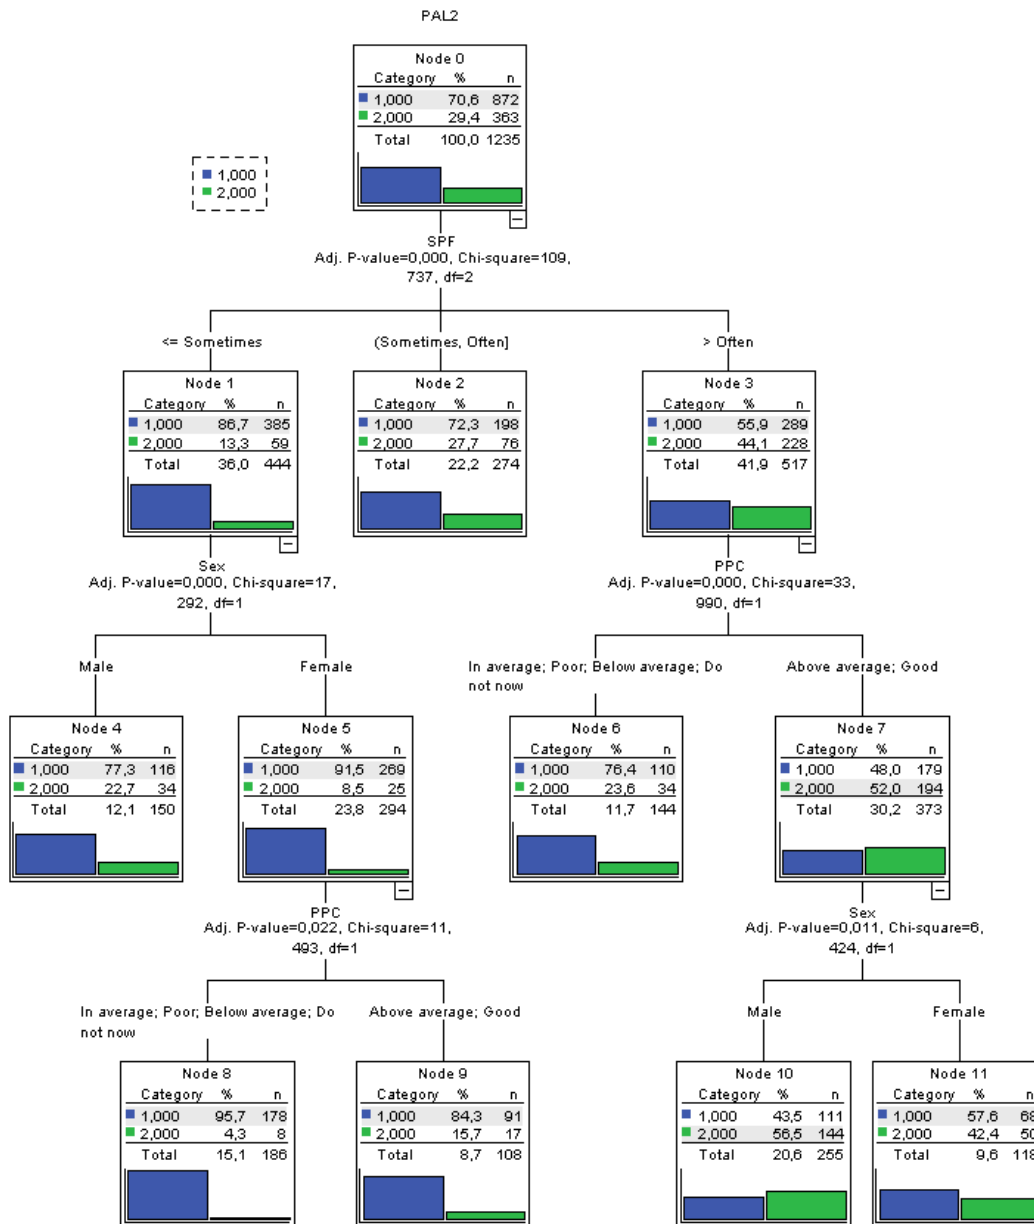 PAL2
Node 0
Category % n
1,000 70,6 872
2,000 29,4 363
Total 100,0 1235
1,000
2,000
SPF
Adj. P-value=0,000, Chi-square=109,
737, df=2
<= Sometimes
(Sometimes, Often]
> Often
Node 1
Category % n
1,000 86,7 385
2,000 13,3 59
Total 36,0 444
Node 2
Category % n
1,000 72,3 198
2,000 27,7 76
Total 22,2 274
Node 3
Category % n
1,000 55,9 289
2,000 44,1 228
Total 41,9 517
Sex
Adj. P-value=0,000, Chi-square=17,
292, df=1
PPC
Adj. P-value=0,000, Chi-square=33,
990, df=1
Male
Female
In average; Poor; Below average; Do
not now
Above average; Good
Node 4
Category % n
1,000 77,3 116
2,000 22,7 34
Total 12,1 150
Node 5
Category % n
1,000 91,5 269
2,000 8,5 25
Total 23,8 294
Node 6
Category % n
1,000 76,4 110
2,000 23,6 34
Total 11,7 144
Node 7
Category % n
1,000 48,0 179
2,000 52,0 194
Total 30,2 373
PPC
Adj. P-value=0,022, Chi-square=11,
493, df=1
Sex
Adj. P-value=0,011, Chi-square=6,
424, df=1
In average; Poor; Below average; Do
not now
Above average; Good
Male
Female
Node 8
Category % n
1,000 95,7 178
2,000 4,3 8
Total 15,1 186
Node 9
Category % n
1,000 84,3 91
2,000 15,7 17
Total 8,7 108
Node 10
Category % n
1,000 43,5 111
2,000 56,5 144
Total 20,6 255
Node 11
Category % n
1,000 57,6 68
2,000 42,4 50
Total 9,6 118